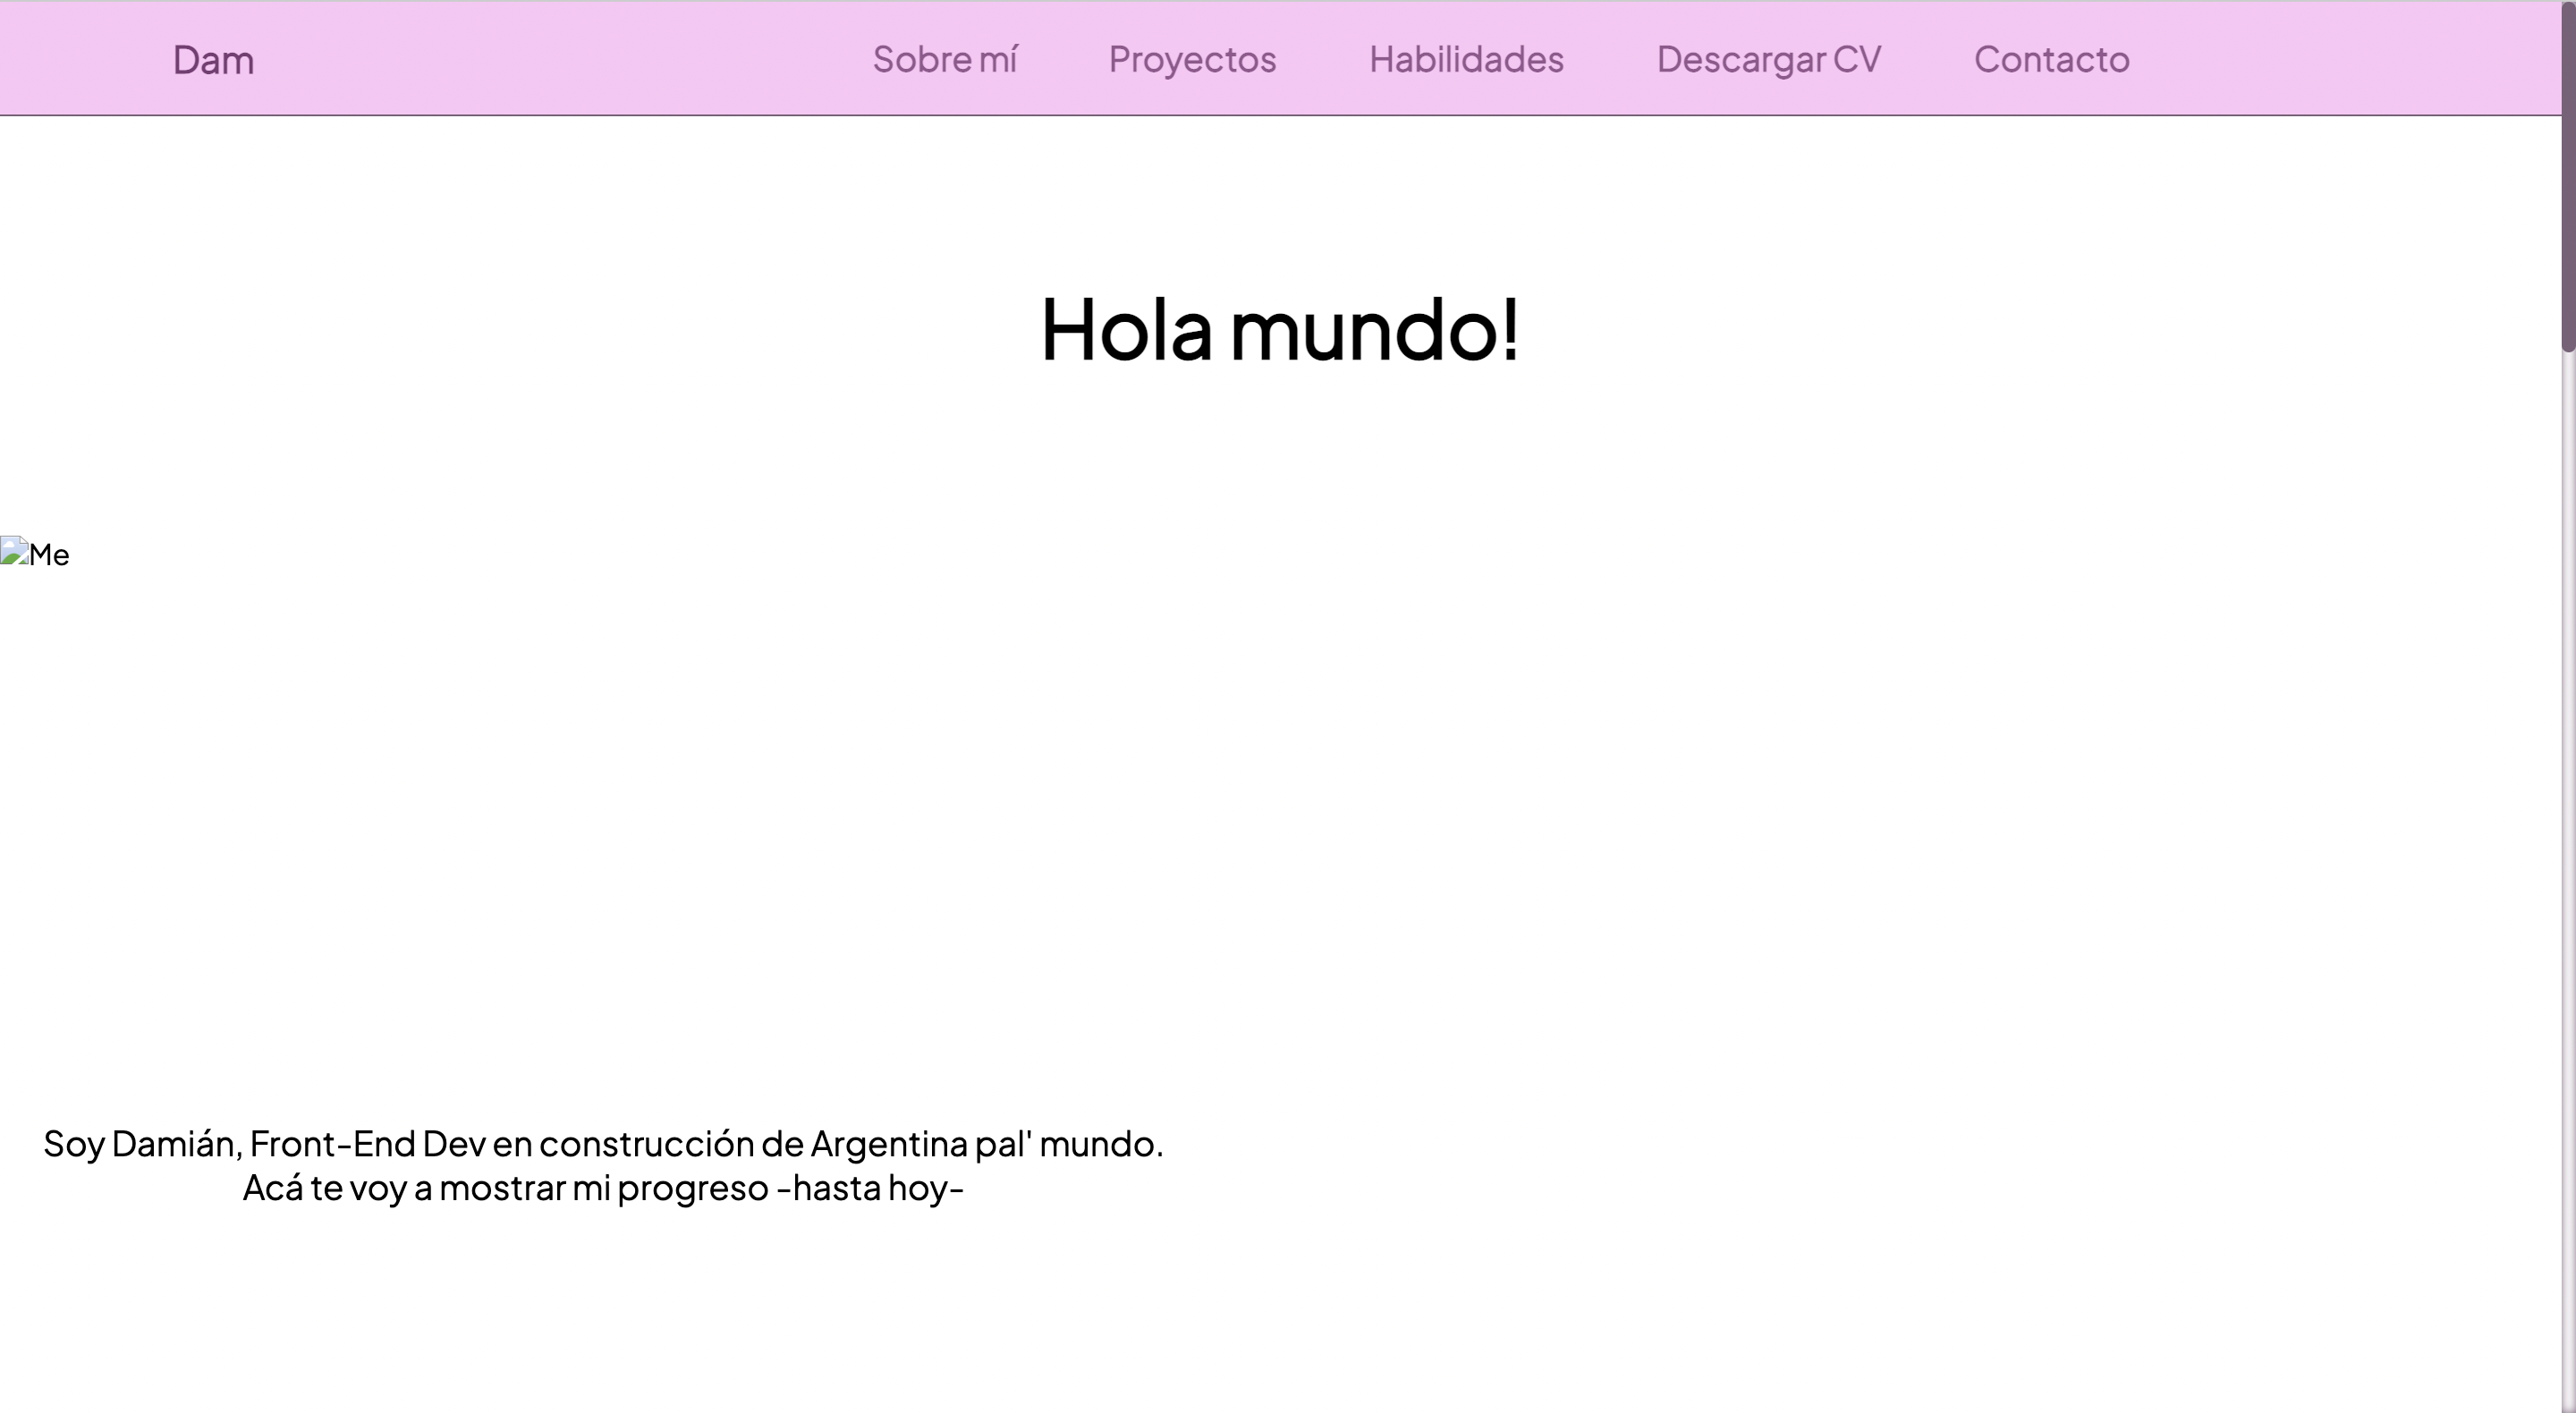 Dam Sobre mí Proyectos Habilidades Descargar CV Contacto
Hola mundo!
Me
Soy Damián, Front-End Dev en construcción de Argentina pal' mundo.
Acá te voy a mostrar mi progreso -hasta hoy-